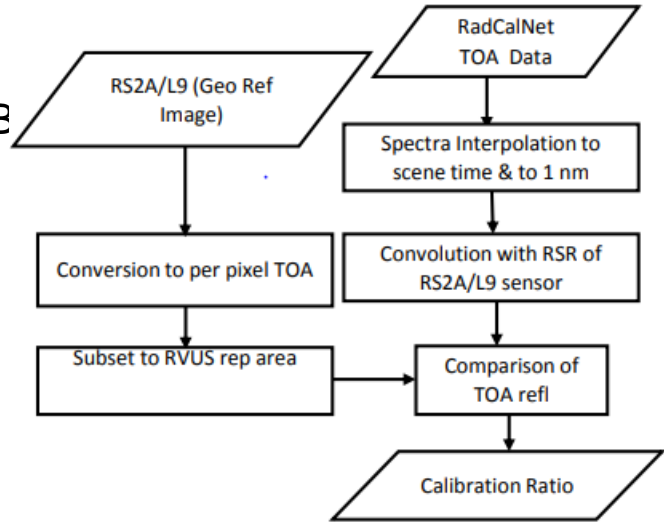 RadCalNet
TOA Data
RS2A/L9 (Geo Ref
Image)
Spectra Interpolation to
scene time & to 1 nm
Conversion to per pixel TOA
Convolution with RSR of
RS2A/L9 sensor
Subset to RVUS rep area
Comparison of
TOA refl
Calibration Ratio